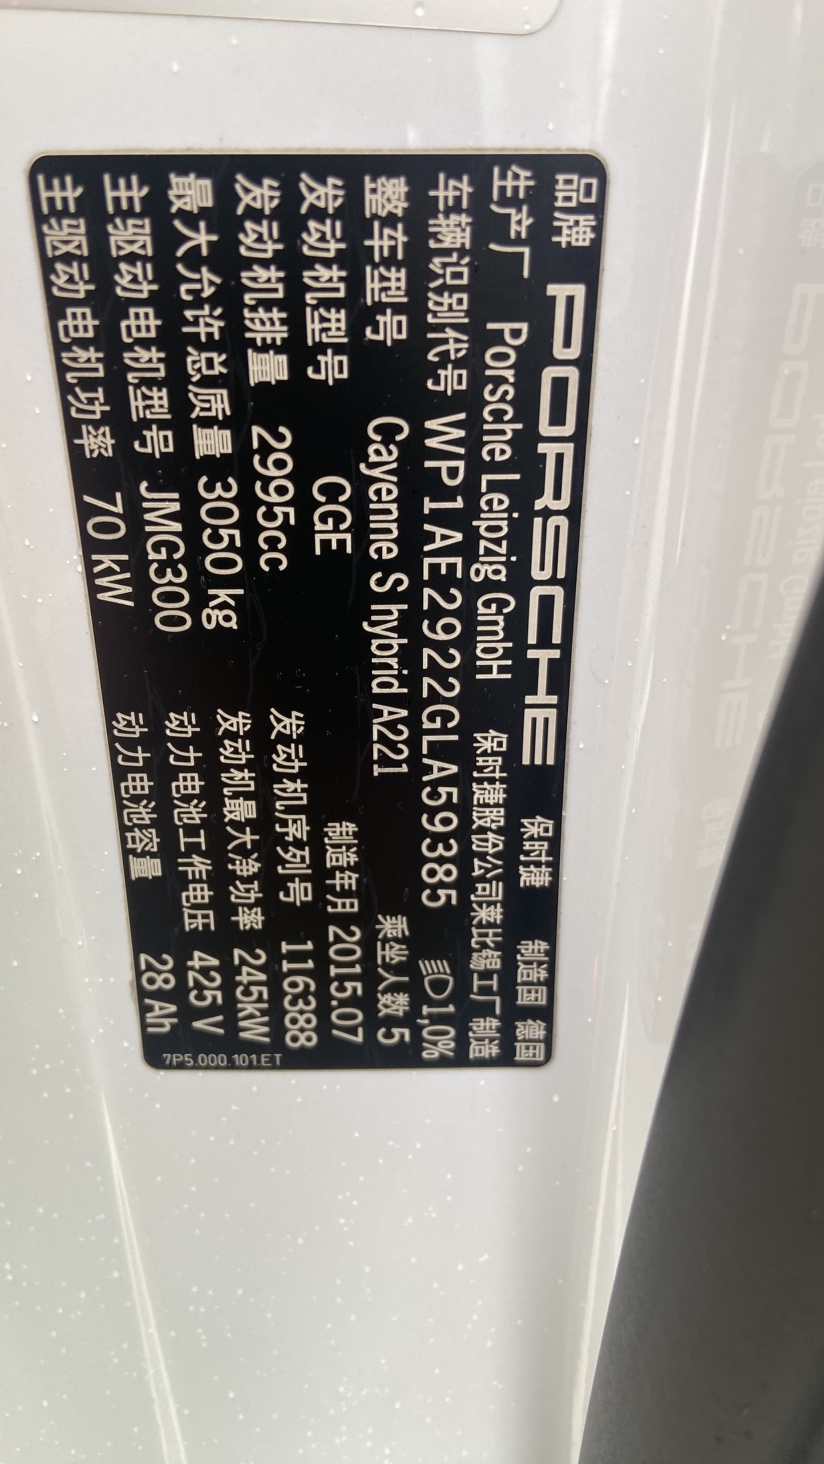 品牌 PORSCHE 保时捷 制造国 德国
生产厂 Porsche Leipzig GmbH 保时捷股份公司莱比锡工厂 制造
车辆识别代号 WP1AE2922GLA59385 1,0%
整车型号 Cayenne S hybrid A221 乘坐人数 5
发动机型号 CGE 制造年月 2015.07
发动机排量 2995cc 发动机序列号 116388
最大允许总质量 3050 kg 发动机最大净功率 245kW
主驱动电机型号 JMG300 动力电池工作电压 425 V
主驱动电机功率 70 kW 动力电池容量 28 Ah
7P5.000.101.ET